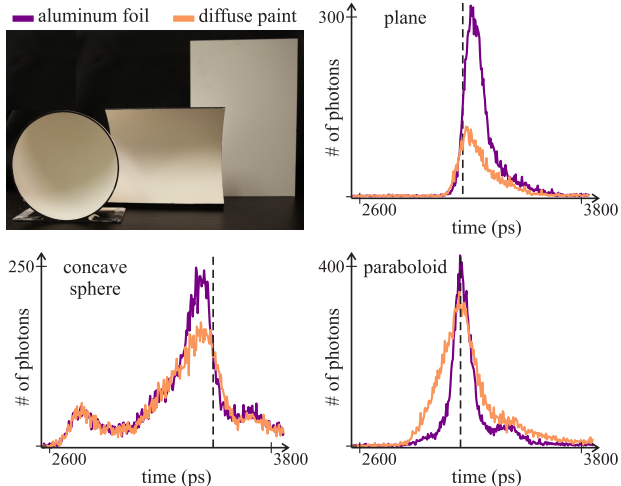 aluminum foil
diffuse paint
300
plane
# of photons
2600
3800
time (ps)
250
concave
sphere
# of photons
2600
3800
time (ps)
400
paraboloid
# of photons
2600
3800
time (ps)